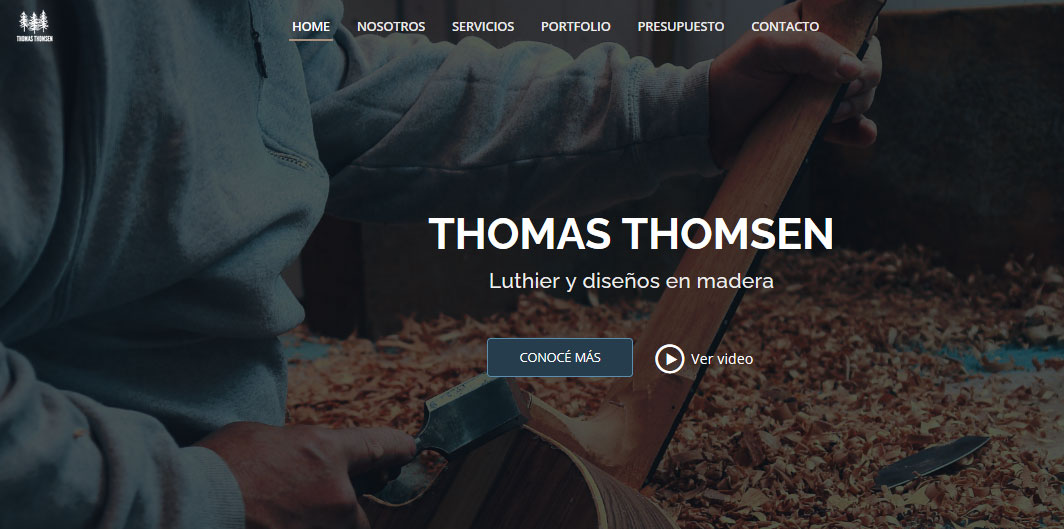 THOMAS THOMSEN
HOME NOSOTROS SERVICIOS PORTFOLIO PRESUPUESTO CONTACTO
THOMAS THOMSEN
Luthier y diseños en madera
CONOCÉ MÁS
Ver video